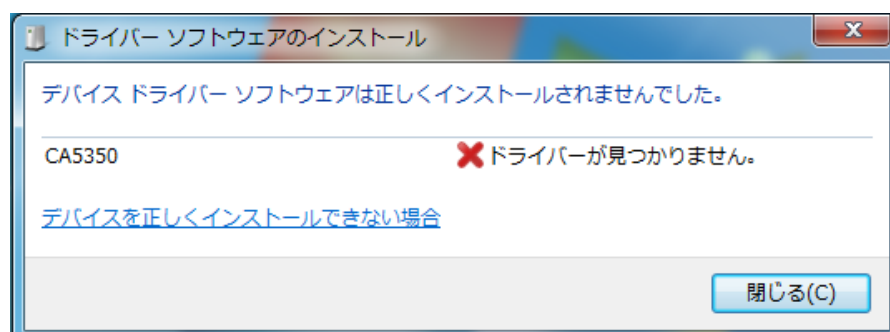 ドライバー ソフトウェアのインストール
デバイス ドライバー ソフトウェアは正しくインストールされませんでした。
CA5350 ドライバーが見つかりません。
デバイスを正しくインストールできない場合
閉じる(C)